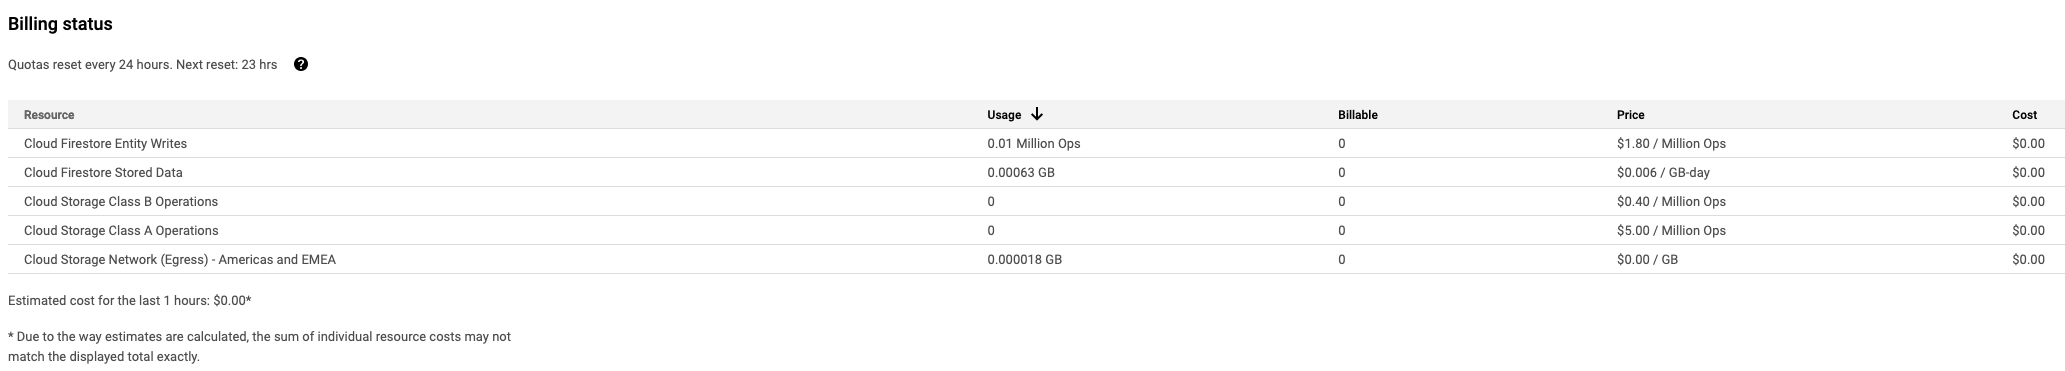 Billing status
Quotas reset every 24 hours. Next reset: 23 hrs ?
Resource Usage ↓ Billable Price Cost
Cloud Firestore Entity Writes 0.01 Million Ops 0 $1.80 / Million Ops $0.00
Cloud Firestore Stored Data 0.00063 GB 0 $0.006 / GB-day $0.00
Cloud Storage Class B Operations 0 0 $0.40 / Million Ops $0.00
Cloud Storage Class A Operations 0 0 $5.00 / Million Ops $0.00
Cloud Storage Network (Egress) - Americas and EMEA 0.000018 GB 0 $0.00 / GB $0.00
Estimated cost for the last 1 hours: $0.00*
* Due to the way estimates are calculated, the sum of individual resource costs may not
match the displayed total exactly.